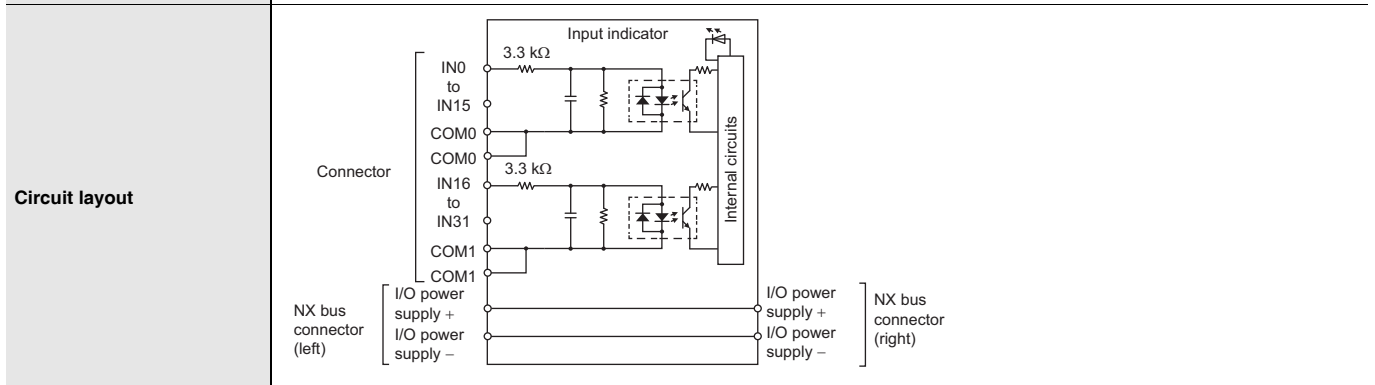 Circuit layout
Input indicator
3.3 kΩ
IN0
to
IN15
COM0
COM0
Connector
3.3 kΩ
IN16
to
IN31
COM1
COM1
Internal circuits
NX bus
connector
(left)
I/O power
supply +
I/O power
supply −
I/O power
supply +
I/O power
supply −
NX bus
connector
(right)